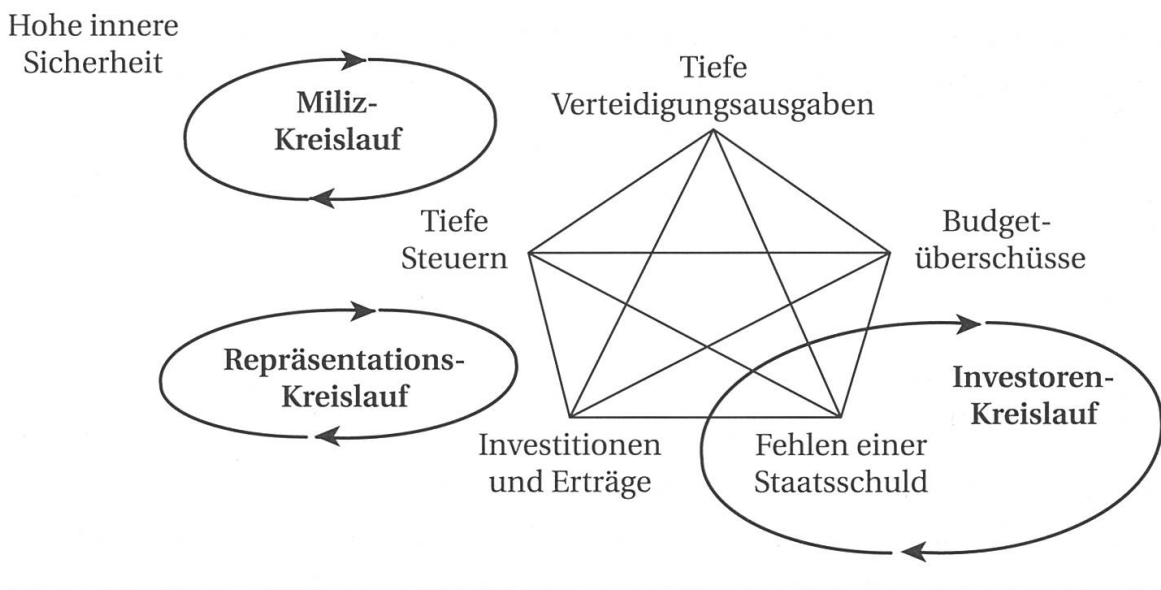 Hohe innere
Sicherheit
Miliz-
Kreislauf
Tiefe
Verteidigungsausgaben
Tiefe
Steuern
Budget-
überschüsse
Repräsentations-
Kreislauf
Investoren-
Kreislauf
Investitionen
und Erträge
Fehlen einer
Staatsschuld